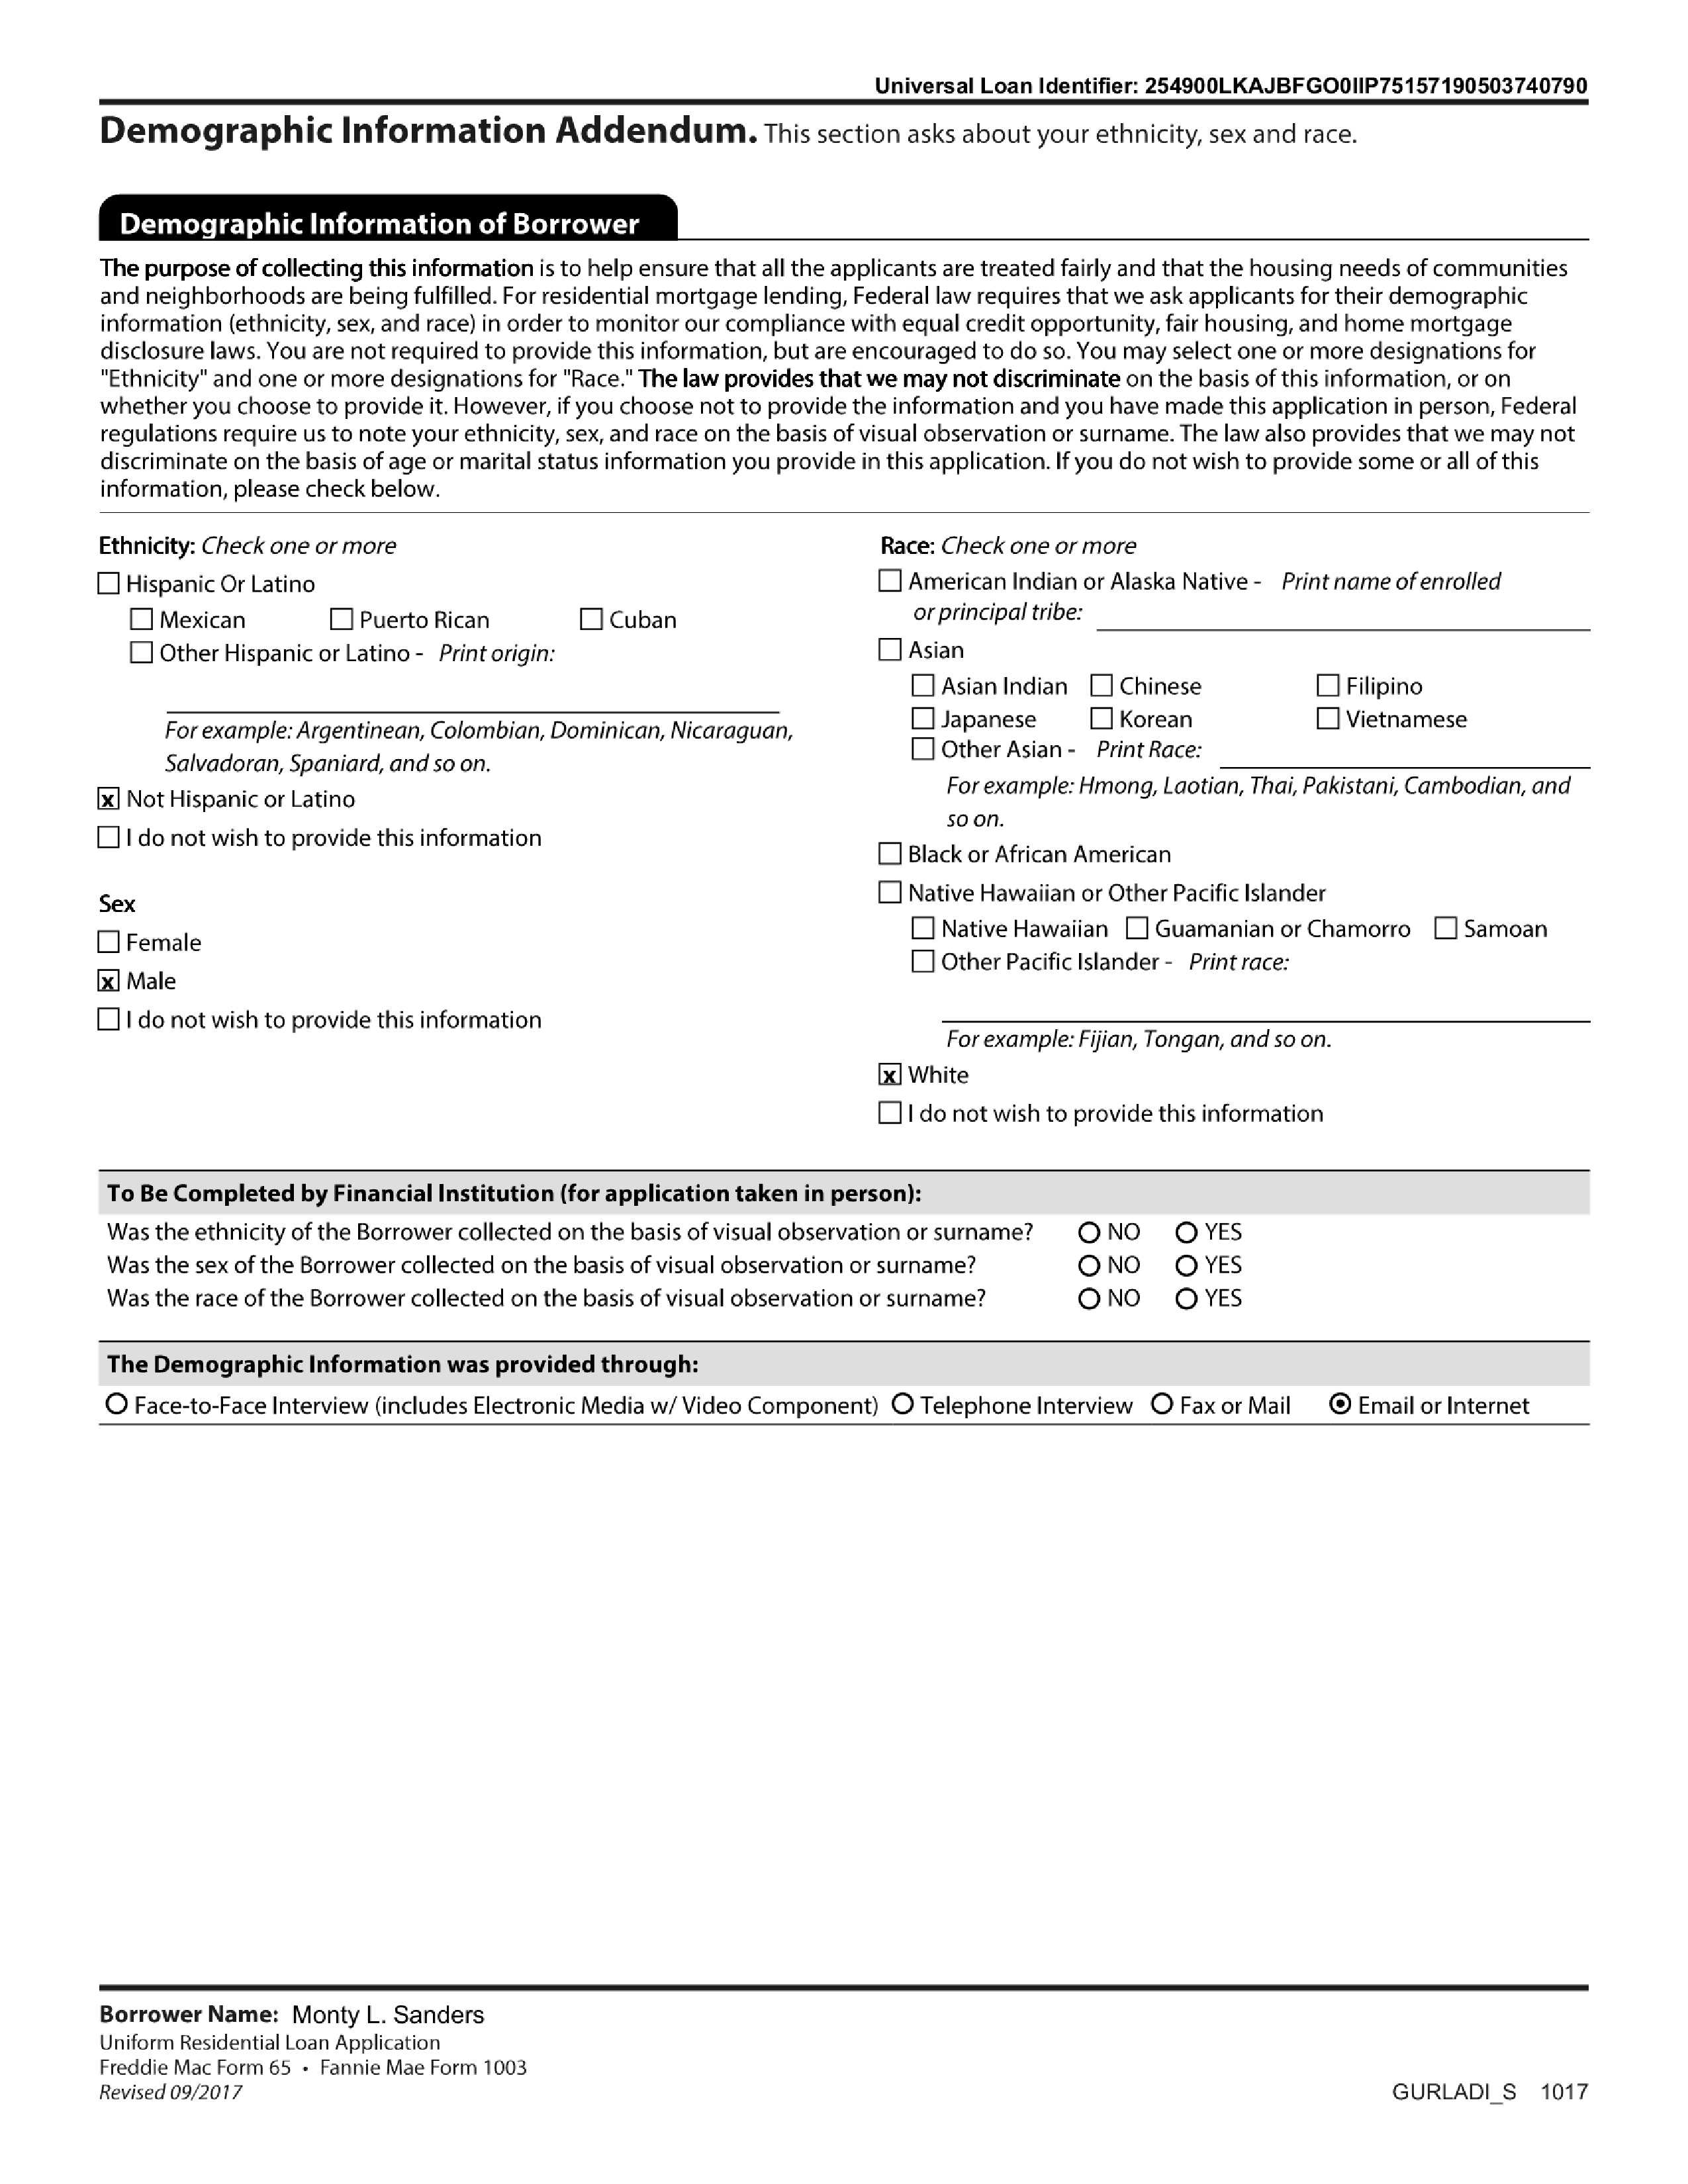 Universal Loan Identifier: 254900LKAJBFGO0IIP75157190503740790
Demographic Information Addendum. This section asks about your ethnicity, sex and race.
Demographic Information of Borrower
The purpose of collecting this information is to help ensure that all the applicants are treated fairly and that the housing needs of communities
and neighborhoods are being fulfilled. For residential mortgage lending, Federal law requires that we ask applicants for their demographic
information (ethnicity, sex, and race) in order to monitor our compliance with equal credit opportunity, fair housing, and home mortgage
disclosure laws. You are not required to provide this information, but are encouraged to do so. You may select one or more designations for
"Ethnicity" and one or more designations for "Race." The law provides that we may not discriminate on the basis of this information, or on
whether you choose to provide it. However, if you choose not to provide the information and you have made this application in person, Federal
regulations require us to note your ethnicity, sex, and race on the basis of visual observation or surname. The law also provides that we may not
discriminate on the basis of age or marital status information you provide in this application. If you do not wish to provide some or all of this
information, please check below.
Ethnicity: Check one or more
☐ Hispanic Or Latino
☐ Mexican ☐ Puerto Rican ☐ Cuban
☐ Other Hispanic or Latino - Print origin:
For example: Argentinean, Colombian, Dominican, Nicaraguan,
Salvadoran, Spaniard, and so on.
☒ Not Hispanic or Latino
☐ I do not wish to provide this information
Sex
☐ Female
☒ Male
☐ I do not wish to provide this information
Race: Check one or more
☐ American Indian or Alaska Native - Print name of enrolled
or principal tribe:
☐ Asian
☐ Asian Indian ☐ Chinese ☐ Filipino
☐ Japanese ☐ Korean ☐ Vietnamese
☐ Other Asian - Print Race:
For example: Hmong, Laotian, Thai, Pakistani, Cambodian, and
so on.
☐ Black or African American
☐ Native Hawaiian or Other Pacific Islander
☐ Native Hawaiian ☐ Guamanian or Chamorro ☐ Samoan
☐ Other Pacific Islander - Print race:
For example: Fijian, Tongan, and so on.
☒ White
☐ I do not wish to provide this information
To Be Completed by Financial Institution (for application taken in person):
Was the ethnicity of the Borrower collected on the basis of visual observation or surname? ○ NO ○ YES
Was the sex of the Borrower collected on the basis of visual observation or surname? ○ NO ○ YES
Was the race of the Borrower collected on the basis of visual observation or surname? ○ NO ○ YES
The Demographic Information was provided through:
○ Face-to-Face Interview (includes Electronic Media w/ Video Component) ○ Telephone Interview ○ Fax or Mail ◉ Email or Internet
Borrower Name: Monty L. Sanders
Uniform Residential Loan Application
Freddie Mac Form 65 • Fannie Mae Form 1003
Revised 09/2017
GURLADI_S 1017